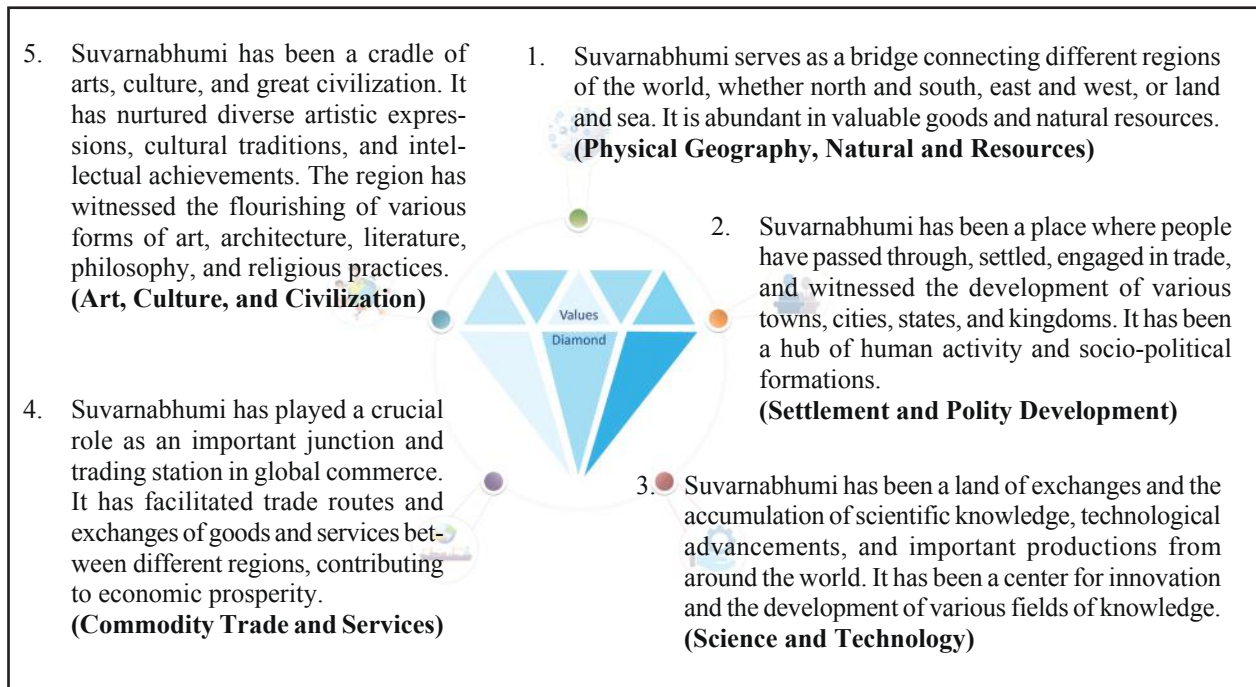 1. Suvarnabhumi serves as a bridge connecting different regions
of the world, whether north and south, east and west, or land
and sea. It is abundant in valuable goods and natural resources.
(Physical Geography, Natural and Resources)
2. Suvarnabhumi has been a place where people
have passed through, settled, engaged in trade,
and witnessed the development of various
towns, cities, states, and kingdoms. It has been
a hub of human activity and socio-political
formations.
(Settlement and Polity Development)
3. Suvarnabhumi has been a land of exchanges and the
accumulation of scientific knowledge, technological
advancements, and important productions from
around the world. It has been a center for innovation
and the development of various fields of knowledge.
(Science and Technology)
4. Suvarnabhumi has played a crucial
role as an important junction and
trading station in global commerce.
It has facilitated trade routes and
exchanges of goods and services bet-
ween different regions, contributing
to economic prosperity.
(Commodity Trade and Services)
5. Suvarnabhumi has been a cradle of
arts, culture, and great civilization. It
has nurtured diverse artistic expres-
sions, cultural traditions, and intel-
lectual achievements. The region has
witnessed the flourishing of various
forms of art, architecture, literature,
philosophy, and religious practices.
(Art, Culture, and Civilization)
Values
Diamond